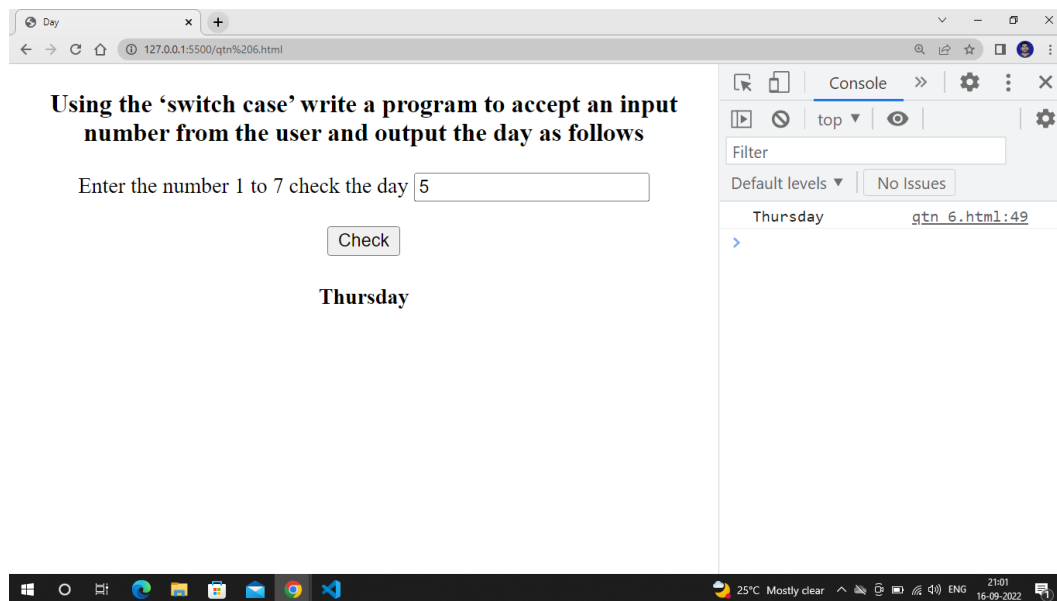 Day
127.0.0.1:5500/qtn%206.html
Using the ‘switch case’ write a program to accept an input
number from the user and output the day as follows
Enter the number 1 to 7 check the day 5
Check
Thursday
Console
top
Filter
Default levels ▼ No Issues
Thursday qtn 6.html:49
25°C Mostly clear ENG 21:01
16-09-2022
1